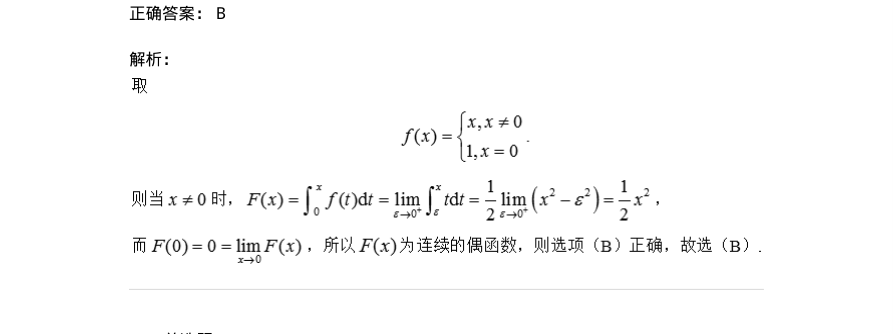 正确答案： B
解析：
取
f(x) = {x, x ≠ 0
1, x = 0 .
则当 x ≠ 0 时，F(x) = ∫₀ˣ f(t)dt = lim_{ε→0⁺} ∫_εˣ tdt = 1/2 lim_{ε→0⁺} (x² − ε²) = 1/2 x²，
而 F(0) = 0 = lim_{x→0} F(x)，所以 F(x) 为连续的偶函数，则选项（B）正确，故选（B）.